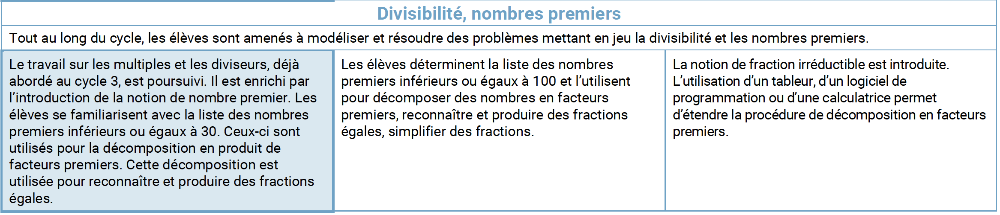 Divisibilité, nombres premiers
Tout au long du cycle, les élèves sont amenés à modéliser et résoudre des problèmes mettant en jeu la divisibilité et les nombres premiers.
Le travail sur les multiples et les diviseurs, déjà
abordé au cycle 3, est poursuivi. Il est enrichi par
l’introduction de la notion de nombre premier. Les
élèves se familiarisent avec la liste des nombres
premiers inférieurs ou égaux à 30. Ceux-ci sont
utilisés pour la décomposition en produit de
facteurs premiers. Cette décomposition est
utilisée pour reconnaître et produire des fractions
égales.
Les élèves déterminent la liste des nombres
premiers inférieurs ou égaux à 100 et l’utilisent
pour décomposer des nombres en facteurs
premiers, reconnaître et produire des fractions
égales, simplifier des fractions.
La notion de fraction irréductible est introduite.
L’utilisation d’un tableur, d’un logiciel de
programmation ou d’une calculatrice permet
d’étendre la procédure de décomposition en facteurs
premiers.